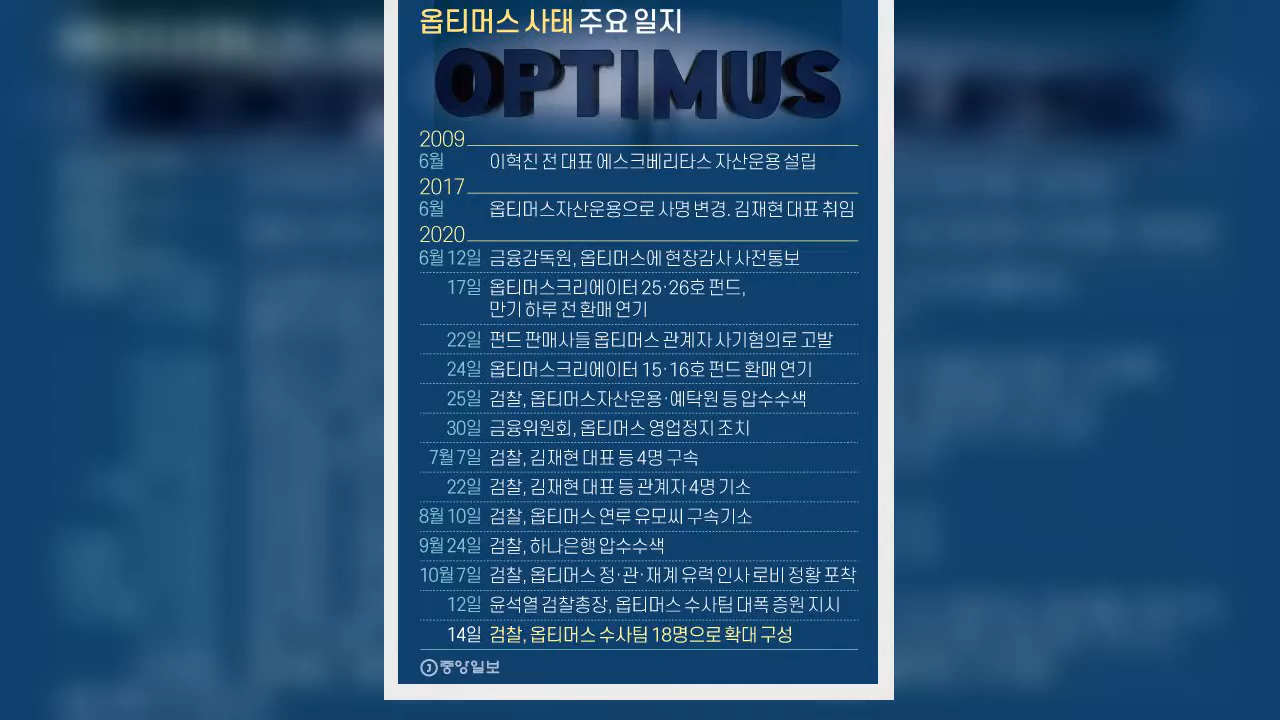 옵티머스 사태 주요 일지
OPTIMUS
2009
6월 이혁진 전 대표 에스크베리타스 자산운용 설립
2017
6월 옵티머스자산운용으로 사명 변경. 김재현 대표 취임
2020
6월 12일 금융감독원, 옵티머스에 현장감사 사전통보
17일 옵티머스크리에이터 25·26호 펀드,
만기 하루 전 환매 연기
22일 펀드 판매사들 옵티머스 관계자 사기혐의로 고발
24일 옵티머스크리에이터 15·16호 펀드 환매 연기
25일 검찰, 옵티머스자산운용·예탁원 등 압수수색
30일 금융위원회, 옵티머스 영업정지 조치
7월 7일 검찰, 김재현 대표 등 4명 구속
22일 검찰, 김재현 대표 등 관계자 4명 기소
8월 10일 검찰, 옵티머스 연루 유모씨 구속기소
9월 24일 검찰, 하나은행 압수수색
10월 7일 검찰, 옵티머스 정·관·재계 유력 인사 로비 정황 포착
12일 윤석열 검찰총장, 옵티머스 수사팀 대폭 증원 지시
14일 검찰, 옵티머스 수사팀 18명으로 확대 구성
중앙일보